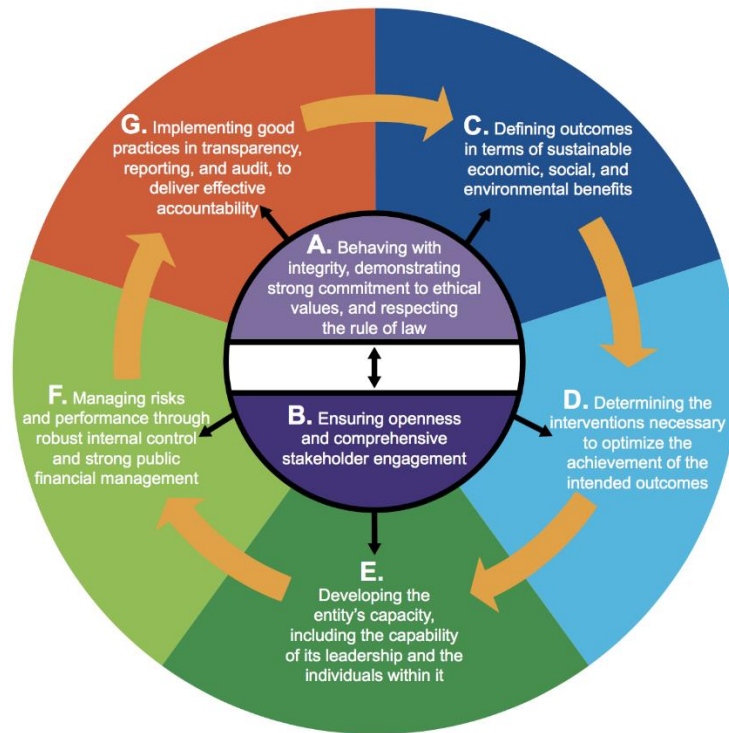 A. Behaving with
integrity, demonstrating
strong commitment to ethical
values, and respecting
the rule of law
B. Ensuring openness
and comprehensive
stakeholder engagement
C. Defining outcomes
in terms of sustainable
economic, social, and
environmental benefits
D. Determining the
interventions necessary
to optimize the
achievement of the
intended outcomes
E.
Developing the
entity's capacity,
including the capability
of its leadership and the
individuals within it
F. Managing risks
and performance through
robust internal control
and strong public
financial management
G. Implementing good
practices in transparency,
reporting, and audit, to
deliver effective
accountability